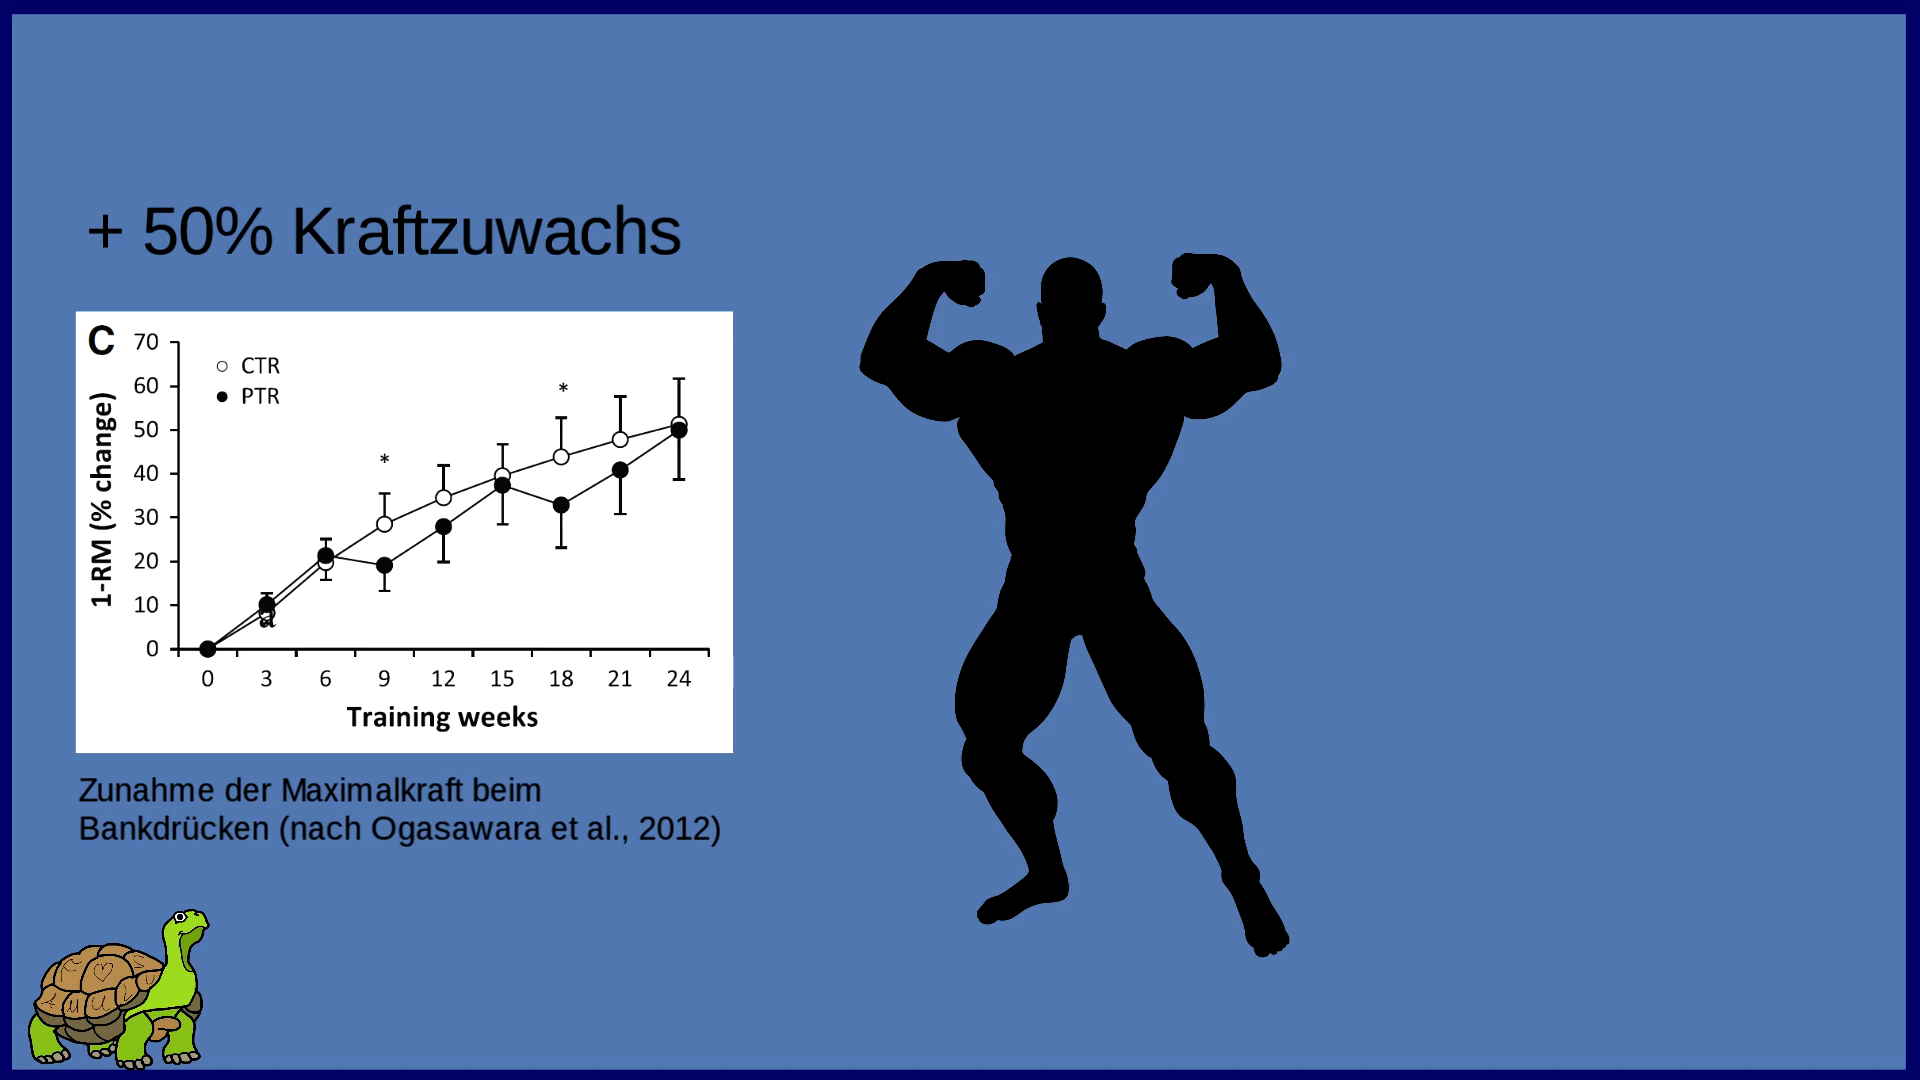 + 50% Kraftzuwachs
C
70
60
50
40
30
20
10
0
CTR
PTR
*
*
1-RM (% change)
0 3 6 9 12 15 18 21 24
Training weeks
Zunahme der Maximalkraft beim
Bankdrücken (nach Ogasawara et al., 2012)